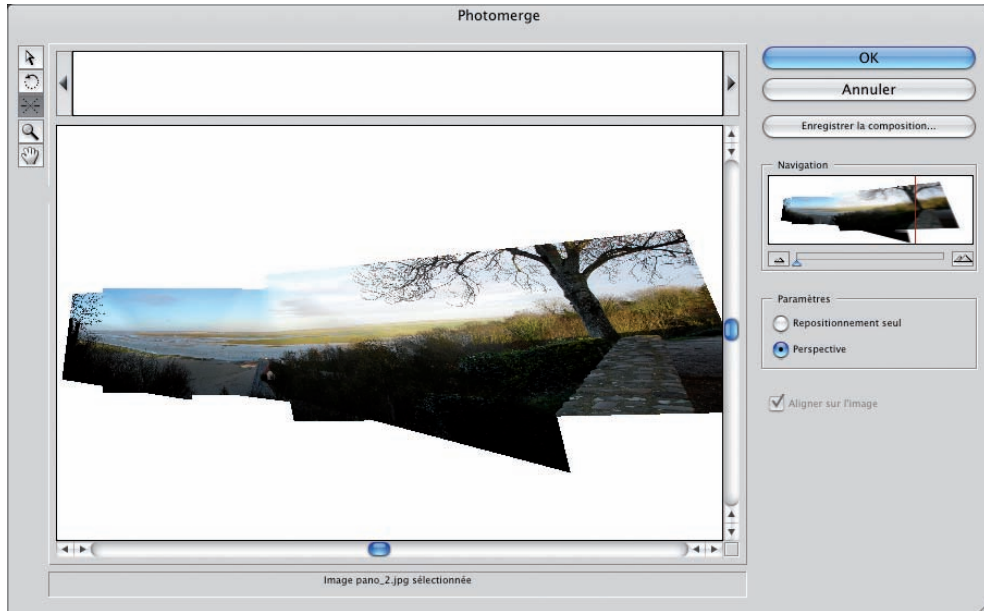 Photomerge
OK
Annuler
Enregistrer la composition...
Navigation
Paramètres
Repositionnement seul
Perspective
Aligner sur l'image
Image pano_2.jpg sélectionnée